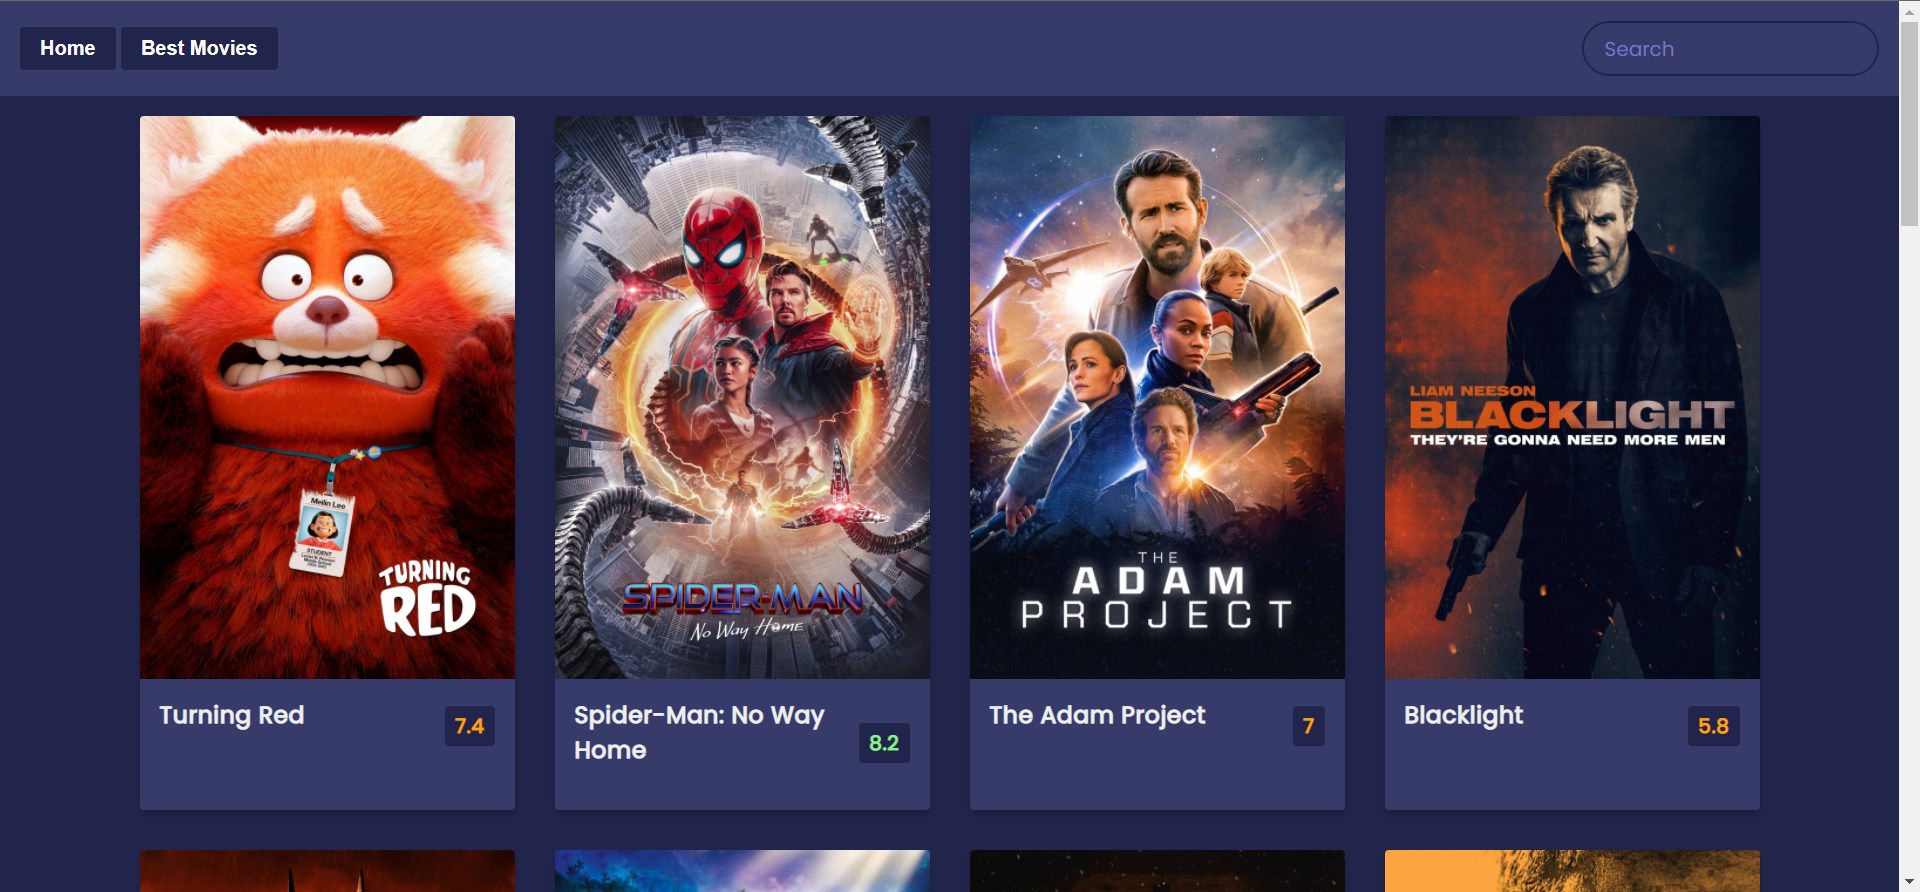 Home
Best Movies
Search
Meilin Lee
STUDENT
TURNING
RED
SPIDER-MAN
No Way Home
THE
ADAM
PROJECT
LIAM NEESON
BLACKLIGHT
THEY'RE GONNA NEED MORE MEN
Turning Red
7.4
Spider-Man: No Way
Home
8.2
The Adam Project
7
Blacklight
5.8